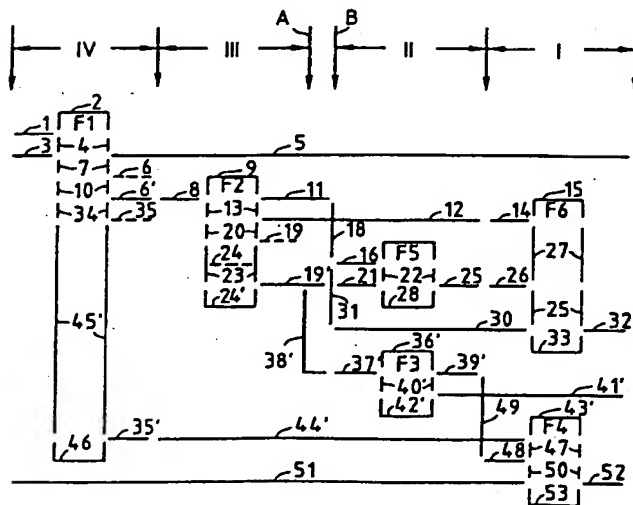 A B
IV III II I
2
1 F1
3 4 5
7 6 9
10 6' 8 F2 11 15
34 35 13 12 14 F6
20 19 18 F5
24 16 27
23 19' 21 22 25 26
24' 28
31 30 25 32
45' 36' 33
38' 37 F3 39'
40' 41'
42' 49 43'
46 35' 44' F4
48 47
51 50 52
53